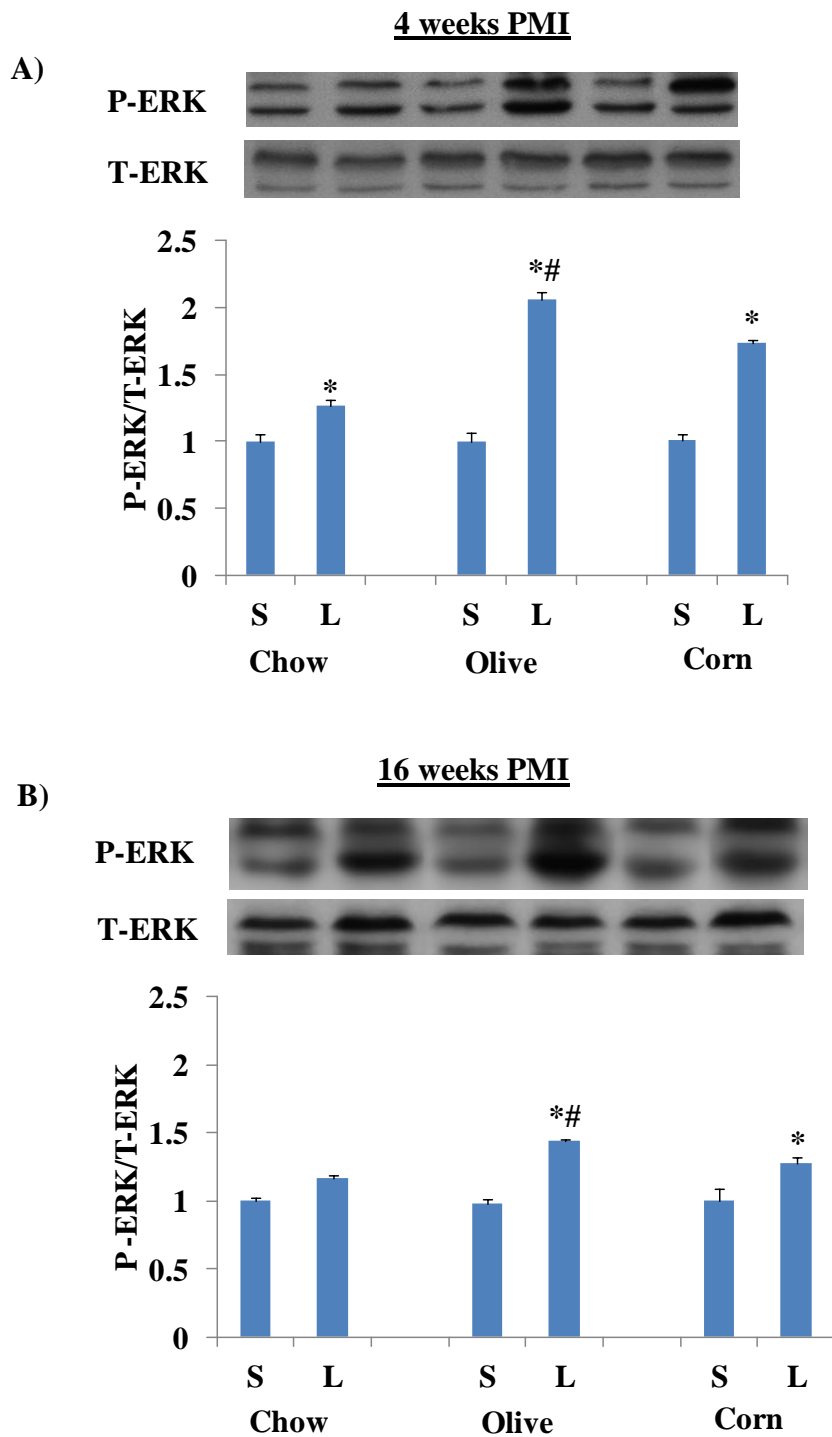 4 weeks PMI
A)
P-ERK
T-ERK
P-ERK/T-ERK
2.5
2
1.5
1
0.5
0
*
*#
*
S L S L S L
Chow Olive Corn
16 weeks PMI
B)
P-ERK
T-ERK
P-ERK/T-ERK
2.5
2
1.5
1
0.5
0
*#
*
S L S L S L
Chow Olive Corn